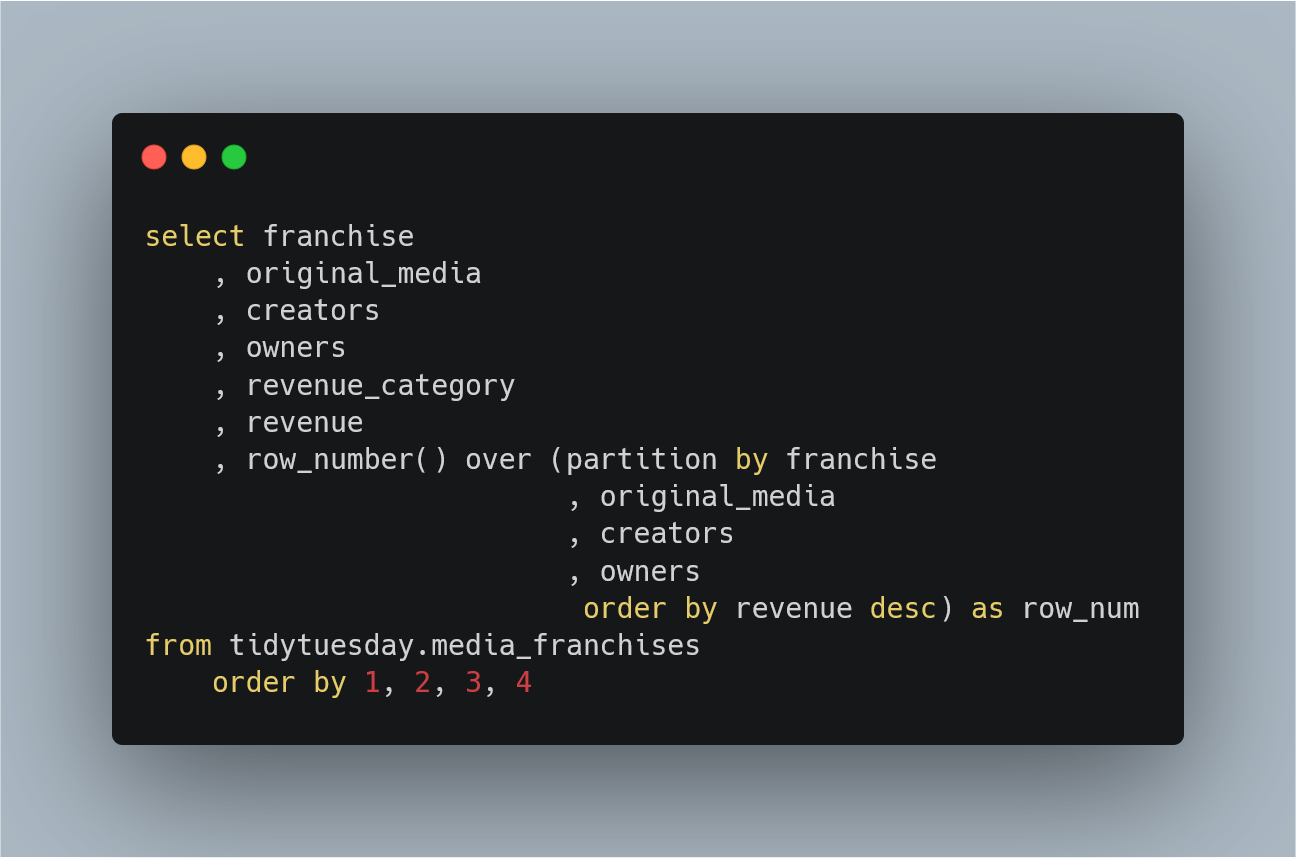 select franchise
    , original_media
    , creators
    , owners
    , revenue_category
    , revenue
    , row_number() over (partition by franchise
                         , original_media
                         , creators
                         , owners
                          order by revenue desc) as row_num
from tidytuesday.media_franchises
    order by 1, 2, 3, 4